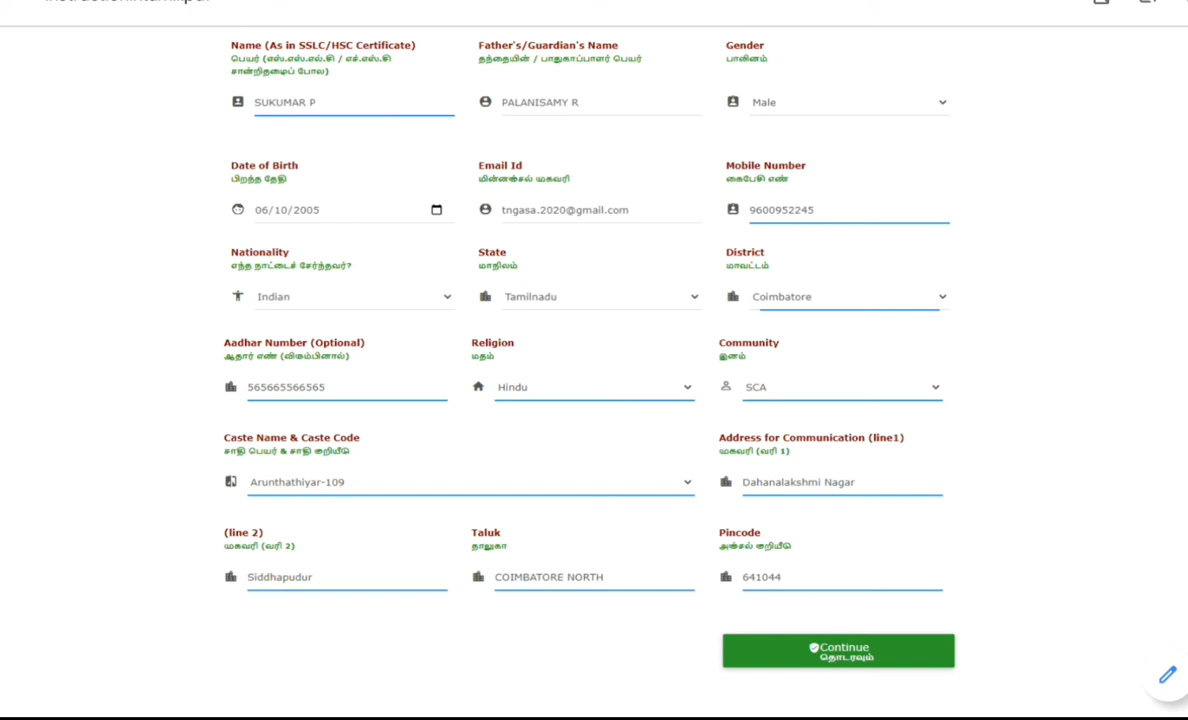 Name (As in SSLC/HSC Certificate)
பெயர் (எஸ்.எஸ்.எல்.சி / எச்.எஸ்.சி
சான்றிதழைப் போல)
SUKUMAR P
Father's/Guardian's Name
தந்தையின் / பாதுகாப்பாளர் பெயர்
PALANISAMY R
Gender
பாலினம்
Male
Date of Birth
பிறந்த தேதி
06/10/2005
Email Id
மின்னஞ்சல் முகவரி
tngasa.2020@gmail.com
Mobile Number
கைபேசி எண்
9600952245
Nationality
எந்த நாட்டைச் சேர்ந்தவர்?
Indian
State
மாநிலம்
Tamilnadu
District
மாவட்டம்
Coimbatore
Aadhar Number (Optional)
ஆதார் எண் (விரும்பினால்)
565665566565
Religion
மதம்
Hindu
Community
இனம்
SCA
Caste Name & Caste Code
சாதி பெயர் & சாதி குறியீடு
Arunthathiyar-109
Address for Communication (line1)
முகவரி (வரி 1)
Dahanalakshmi Nagar
(line 2)
முகவரி (வரி 2)
Siddhapudur
Taluk
தாலுகா
COIMBATORE NORTH
Pincode
அஞ்சல் குறியீடு
641044
Continue
தொடரவும்